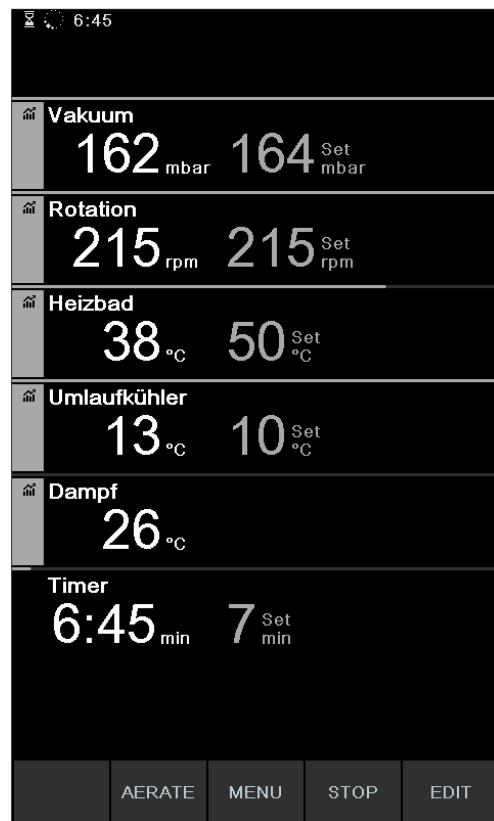 6:45
Vakuum
162 mbar 164 Set mbar
Rotation
215 rpm 215 Set rpm
Heizbad
38 °C 50 Set °C
Umlaufkühler
13 °C 10 Set °C
Dampf
26 °C
Timer
6:45 min 7 Set min
AERATE MENU STOP EDIT